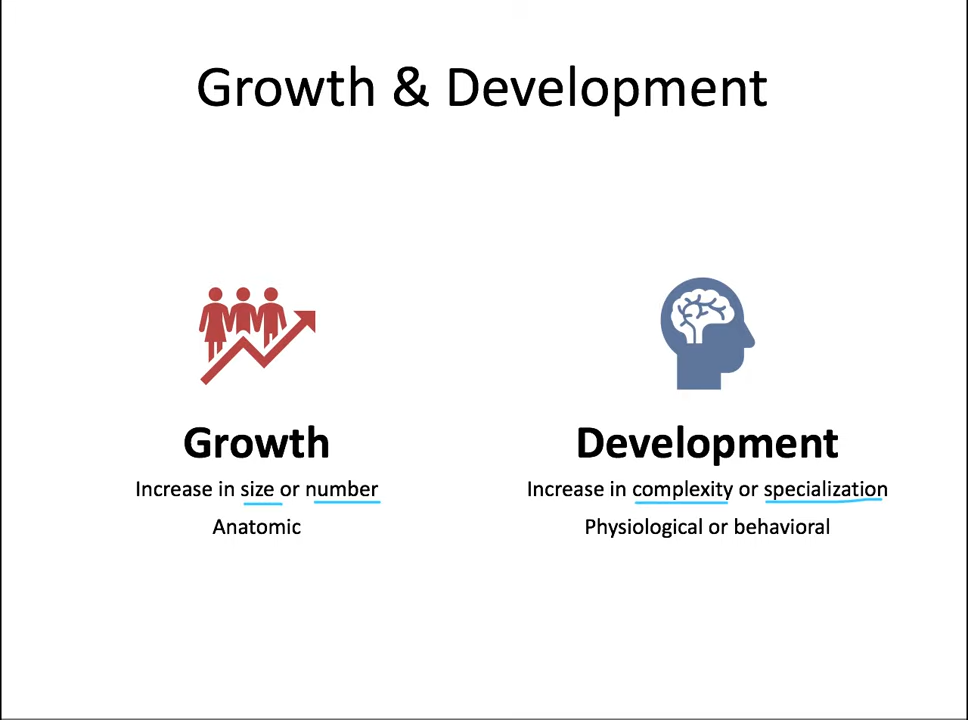 Growth & Development
Growth
Increase in size or number
Anatomic
Development
Increase in complexity or specialization
Physiological or behavioral